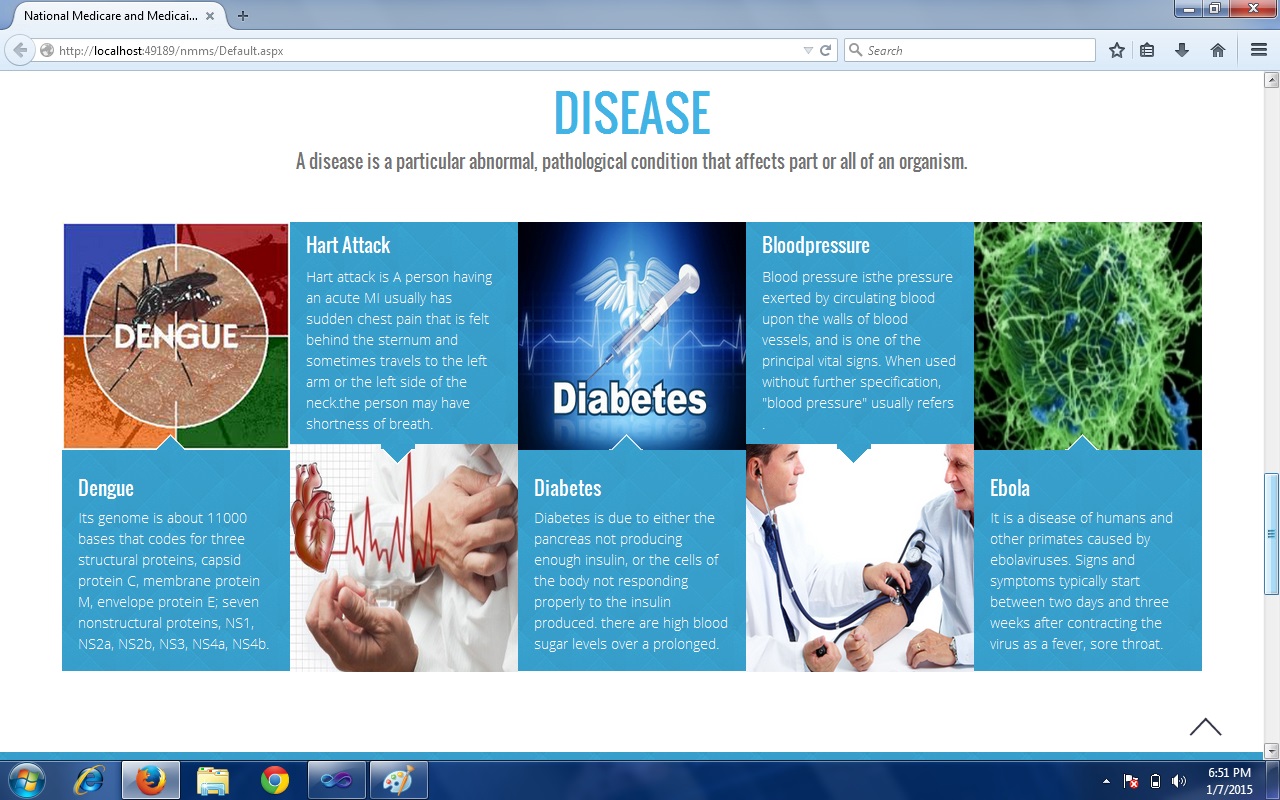 National Medicare and Medicai...
http://localhost:49189/nmms/Default.aspx
Search
DISEASE
A disease is a particular abnormal, pathological condition that affects part or all of an organism.
DENGUE
Dengue
Its genome is about 11000
bases that codes for three
structural proteins, capsid
protein C, membrane protein
M, envelope protein E; seven
nonstructural proteins, NS1,
NS2a, NS2b, NS3, NS4a, NS4b.
Hart Attack
Hart attack is A person having
an acute MI usually has
sudden chest pain that is felt
behind the sternum and
sometimes travels to the left
arm or the left side of the
neck.the person may have
shortness of breath.
Diabetes
Diabetes
Diabetes is due to either the
pancreas not producing
enough insulin, or the cells of
the body not responding
properly to the insulin
produced. there are high blood
sugar levels over a prolonged.
Bloodpressure
Blood pressure isthe pressure
exerted by circulating blood
upon the walls of blood
vessels, and is one of the
principal vital signs. When used
without further specification,
"blood pressure" usually refers
.
Ebola
It is a disease of humans and
other primates caused by
ebolaviruses. Signs and
symptoms typically start
between two days and three
weeks after contracting the
virus as a fever, sore throat.
6:51 PM
1/7/2015